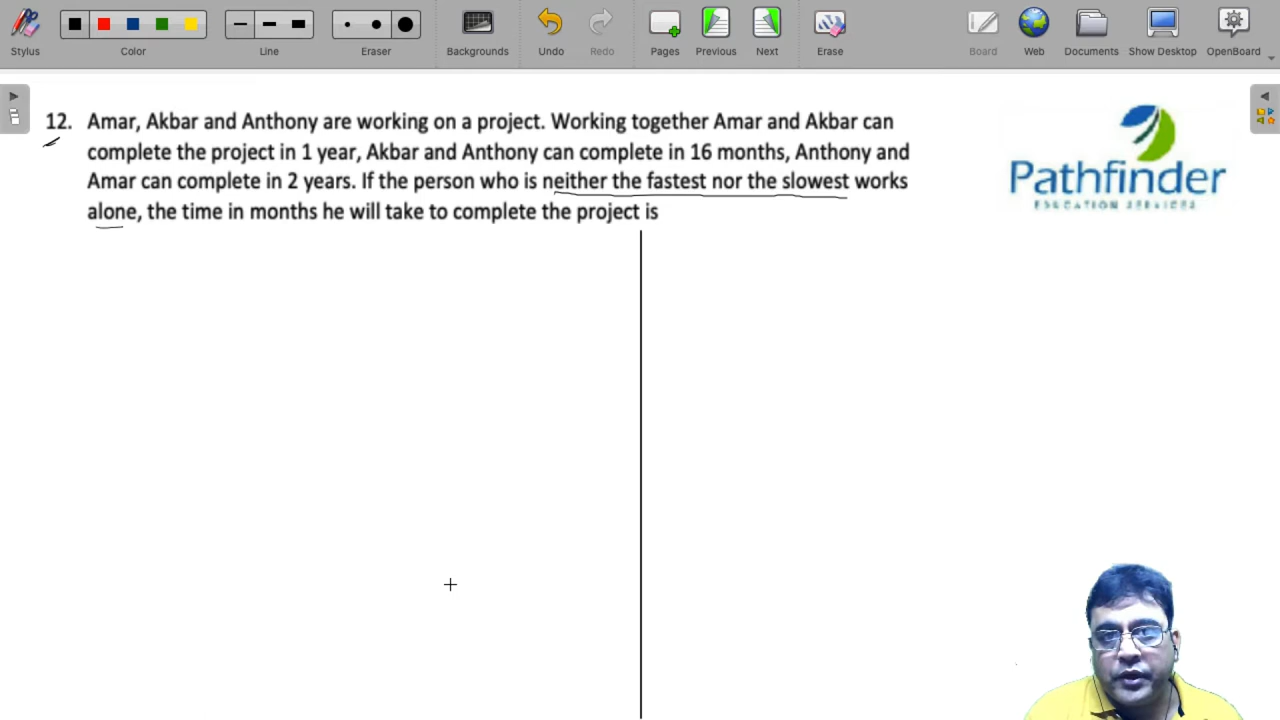 Stylus Color Line Eraser Backgrounds Undo Redo Pages Previous Next Erase Board Web Documents Show Desktop OpenBoard
12. Amar, Akbar and Anthony are working on a project. Working together Amar and Akbar can
complete the project in 1 year, Akbar and Anthony can complete in 16 months, Anthony and
Amar can complete in 2 years. If the person who is neither the fastest nor the slowest works
alone, the time in months he will take to complete the project is
Pathfinder
EDUCATION SERVICES